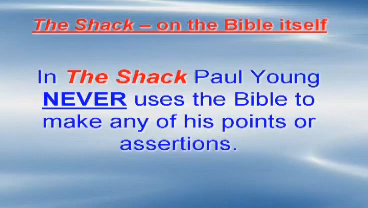 The Shack – on the Bible itself
In The Shack Paul Young
NEVER uses the Bible to
make any of his points or
assertions.